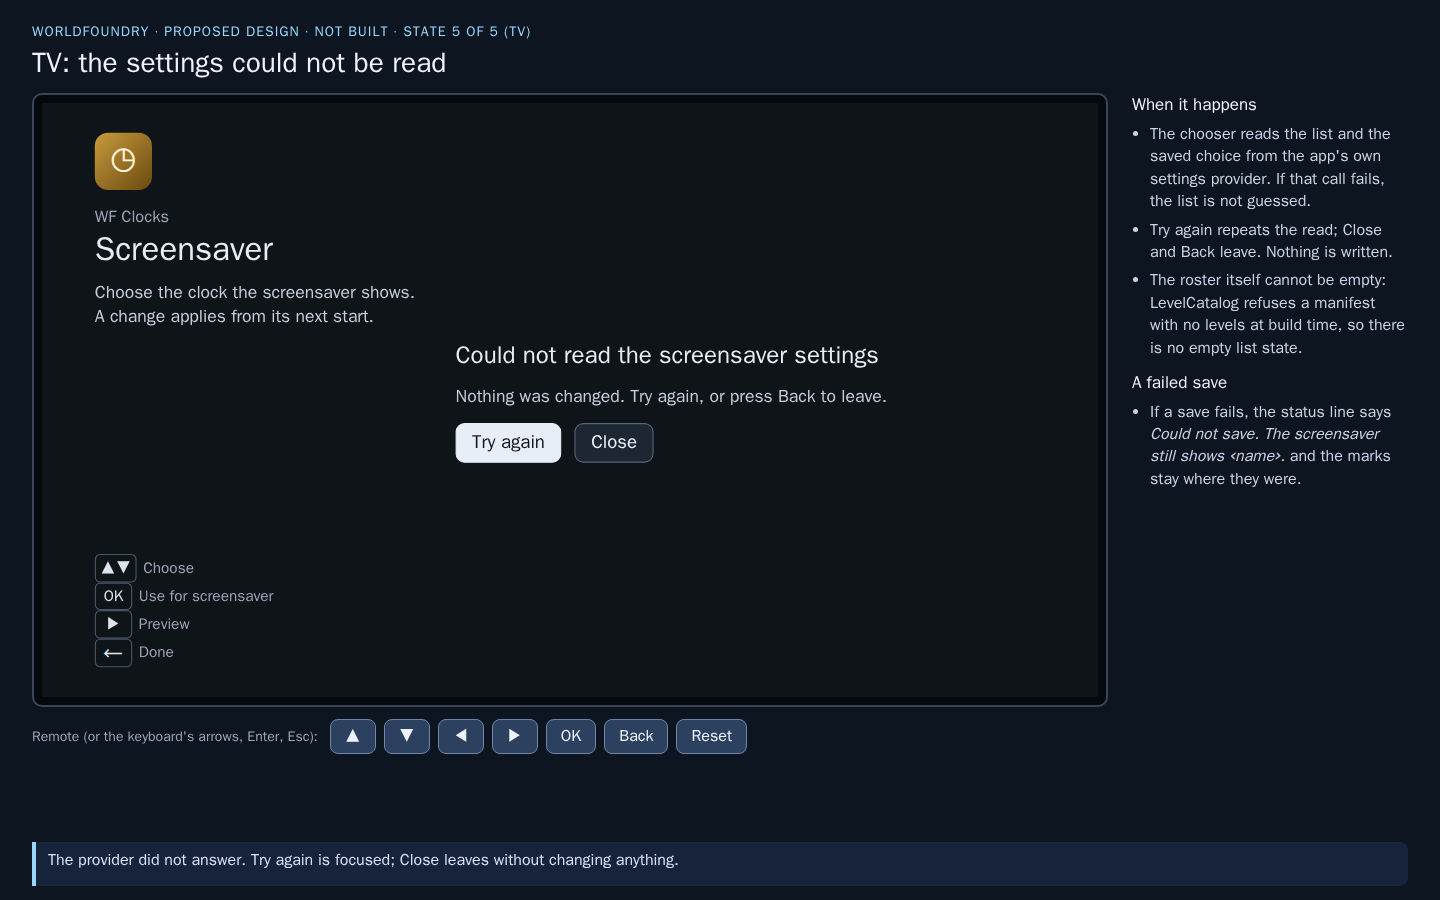 WORLDFOUNDRY · PROPOSED DESIGN · NOT BUILT · STATE 5 OF 5 (TV)
TV: the settings could not be read
WF Clocks
Screensaver
Choose the clock the screensaver shows.
A change applies from its next start.
Could not read the screensaver settings
Nothing was changed. Try again, or press Back to leave.
Try again
Close
▲▼ Choose
OK Use for screensaver
▶ Preview
← Done
When it happens
• The chooser reads the list and the
saved choice from the app's own
settings provider. If that call fails,
the list is not guessed.
• Try again repeats the read; Close
and Back leave. Nothing is written.
• The roster itself cannot be empty:
LevelCatalog refuses a manifest
with no levels at build time, so there
is no empty list state.
A failed save
• If a save fails, the status line says
Could not save. The screensaver
still shows ‹name›. and the marks
stay where they were.
Remote (or the keyboard's arrows, Enter, Esc): ▲ ▼ ◀ ▶ OK Back Reset
The provider did not answer. Try again is focused; Close leaves without changing anything.